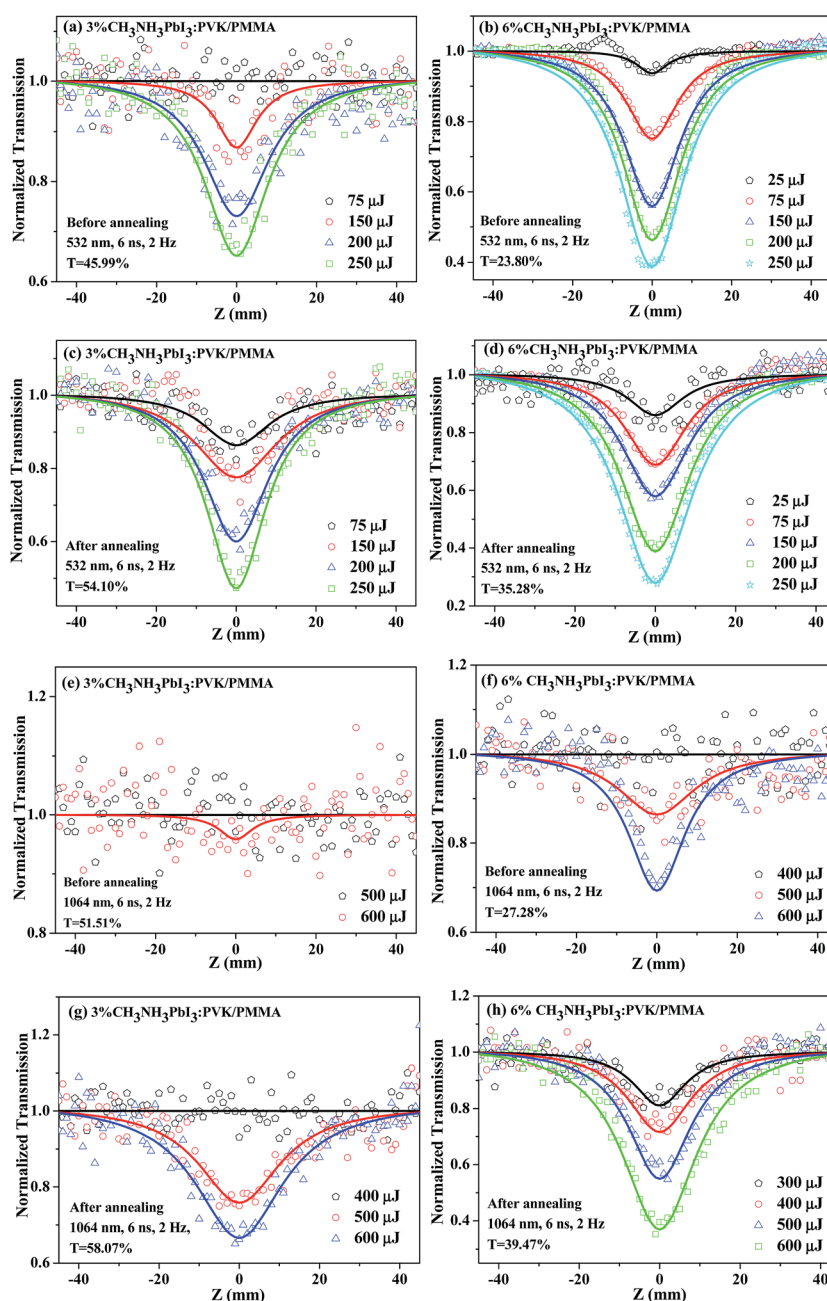 (a) 3%CH3NH3PbI3:PVK/PMMA
1.0
0.8
0.6
Normalized Transmission
75 μJ
150 μJ
200 μJ
250 μJ
Before annealing
532 nm, 6 ns, 2 Hz
T=45.99%
-40 -20 0 20 40
Z (mm)
(b) 6%CH3NH3PbI3:PVK/PMMA
1.0
0.8
0.6
0.4
Normalized Transmission
25 μJ
75 μJ
150 μJ
200 μJ
250 μJ
Before annealing
532 nm, 6 ns, 2 Hz
T=23.80%
-40 -20 0 20 40
Z (mm)
(c) 3%CH3NH3PbI3:PVK/PMMA
1.0
0.8
0.6
Normalized Transmission
75 μJ
150 μJ
200 μJ
250 μJ
After annealing
532 nm, 6 ns, 2 Hz
T=54.10%
-40 -20 0 20 40
Z (mm)
(d) 6%CH3NH3PbI3:PVK/PMMA
1.0
0.8
0.6
0.4
0.2
Normalized Transmission
25 μJ
75 μJ
150 μJ
200 μJ
250 μJ
After annealing
532 nm, 6 ns, 2 Hz
T=35.28%
-40 -20 0 20 40
Z (mm)
(e) 3%CH3NH3PbI3:PVK/PMMA
1.2
1.0
0.8
Normalized Transmission
500 μJ
600 μJ
Before annealing
1064 nm, 6 ns, 2 Hz
T=51.51%
-40 -20 0 20 40
Z (mm)
(f) 6% CH3NH3PbI3:PVK/PMMA
1.2
1.0
0.8
0.6
Normalized Transmission
400 μJ
500 μJ
600 μJ
Before annealing
1064 nm, 6 ns, 2 Hz
T=27.28%
-40 -20 0 20 40
Z (mm)
(g) 3%CH3NH3PbI3:PVK/PMMA
1.2
1.0
0.8
0.6
Normalized Transmission
400 μJ
500 μJ
600 μJ
After annealing
1064 nm, 6 ns, 2 Hz,
T=58.07%
-40 -20 0 20 40
Z (mm)
(h) 6% CH3NH3PbI3:PVK/PMMA
1.2
1.0
0.8
0.6
0.4
Normalized Transmission
300 μJ
400 μJ
500 μJ
600 μJ
After annealing
1064 nm, 6 ns, 2 Hz
T=39.47%
-40 -20 0 20 40
Z (mm)